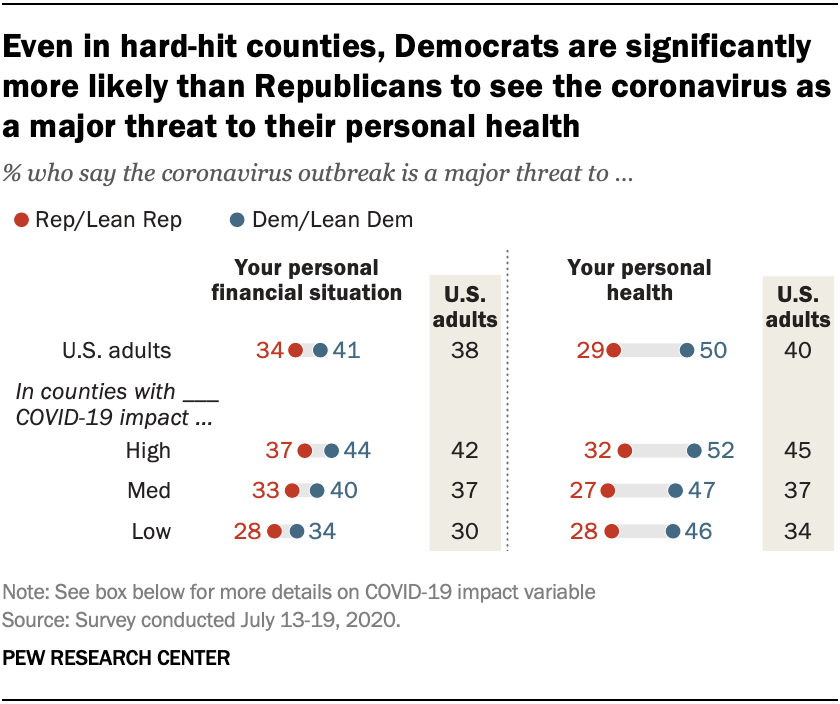 Even in hard-hit counties, Democrats are significantly
more likely than Republicans to see the coronavirus as
a major threat to their personal health
% who say the coronavirus outbreak is a major threat to ...
Rep/Lean Rep Dem/Lean Dem
Your personal
financial situation
U.S.
adults
Your personal
health
U.S.
adults
U.S. adults 34 41 38 29 50 40
In counties with ___
COVID-19 impact ...
High 37 44 42 32 52 45
Med 33 40 37 27 47 37
Low 28 34 30 28 46 34
Note: See box below for more details on COVID-19 impact variable
Source: Survey conducted July 13-19, 2020.
PEW RESEARCH CENTER